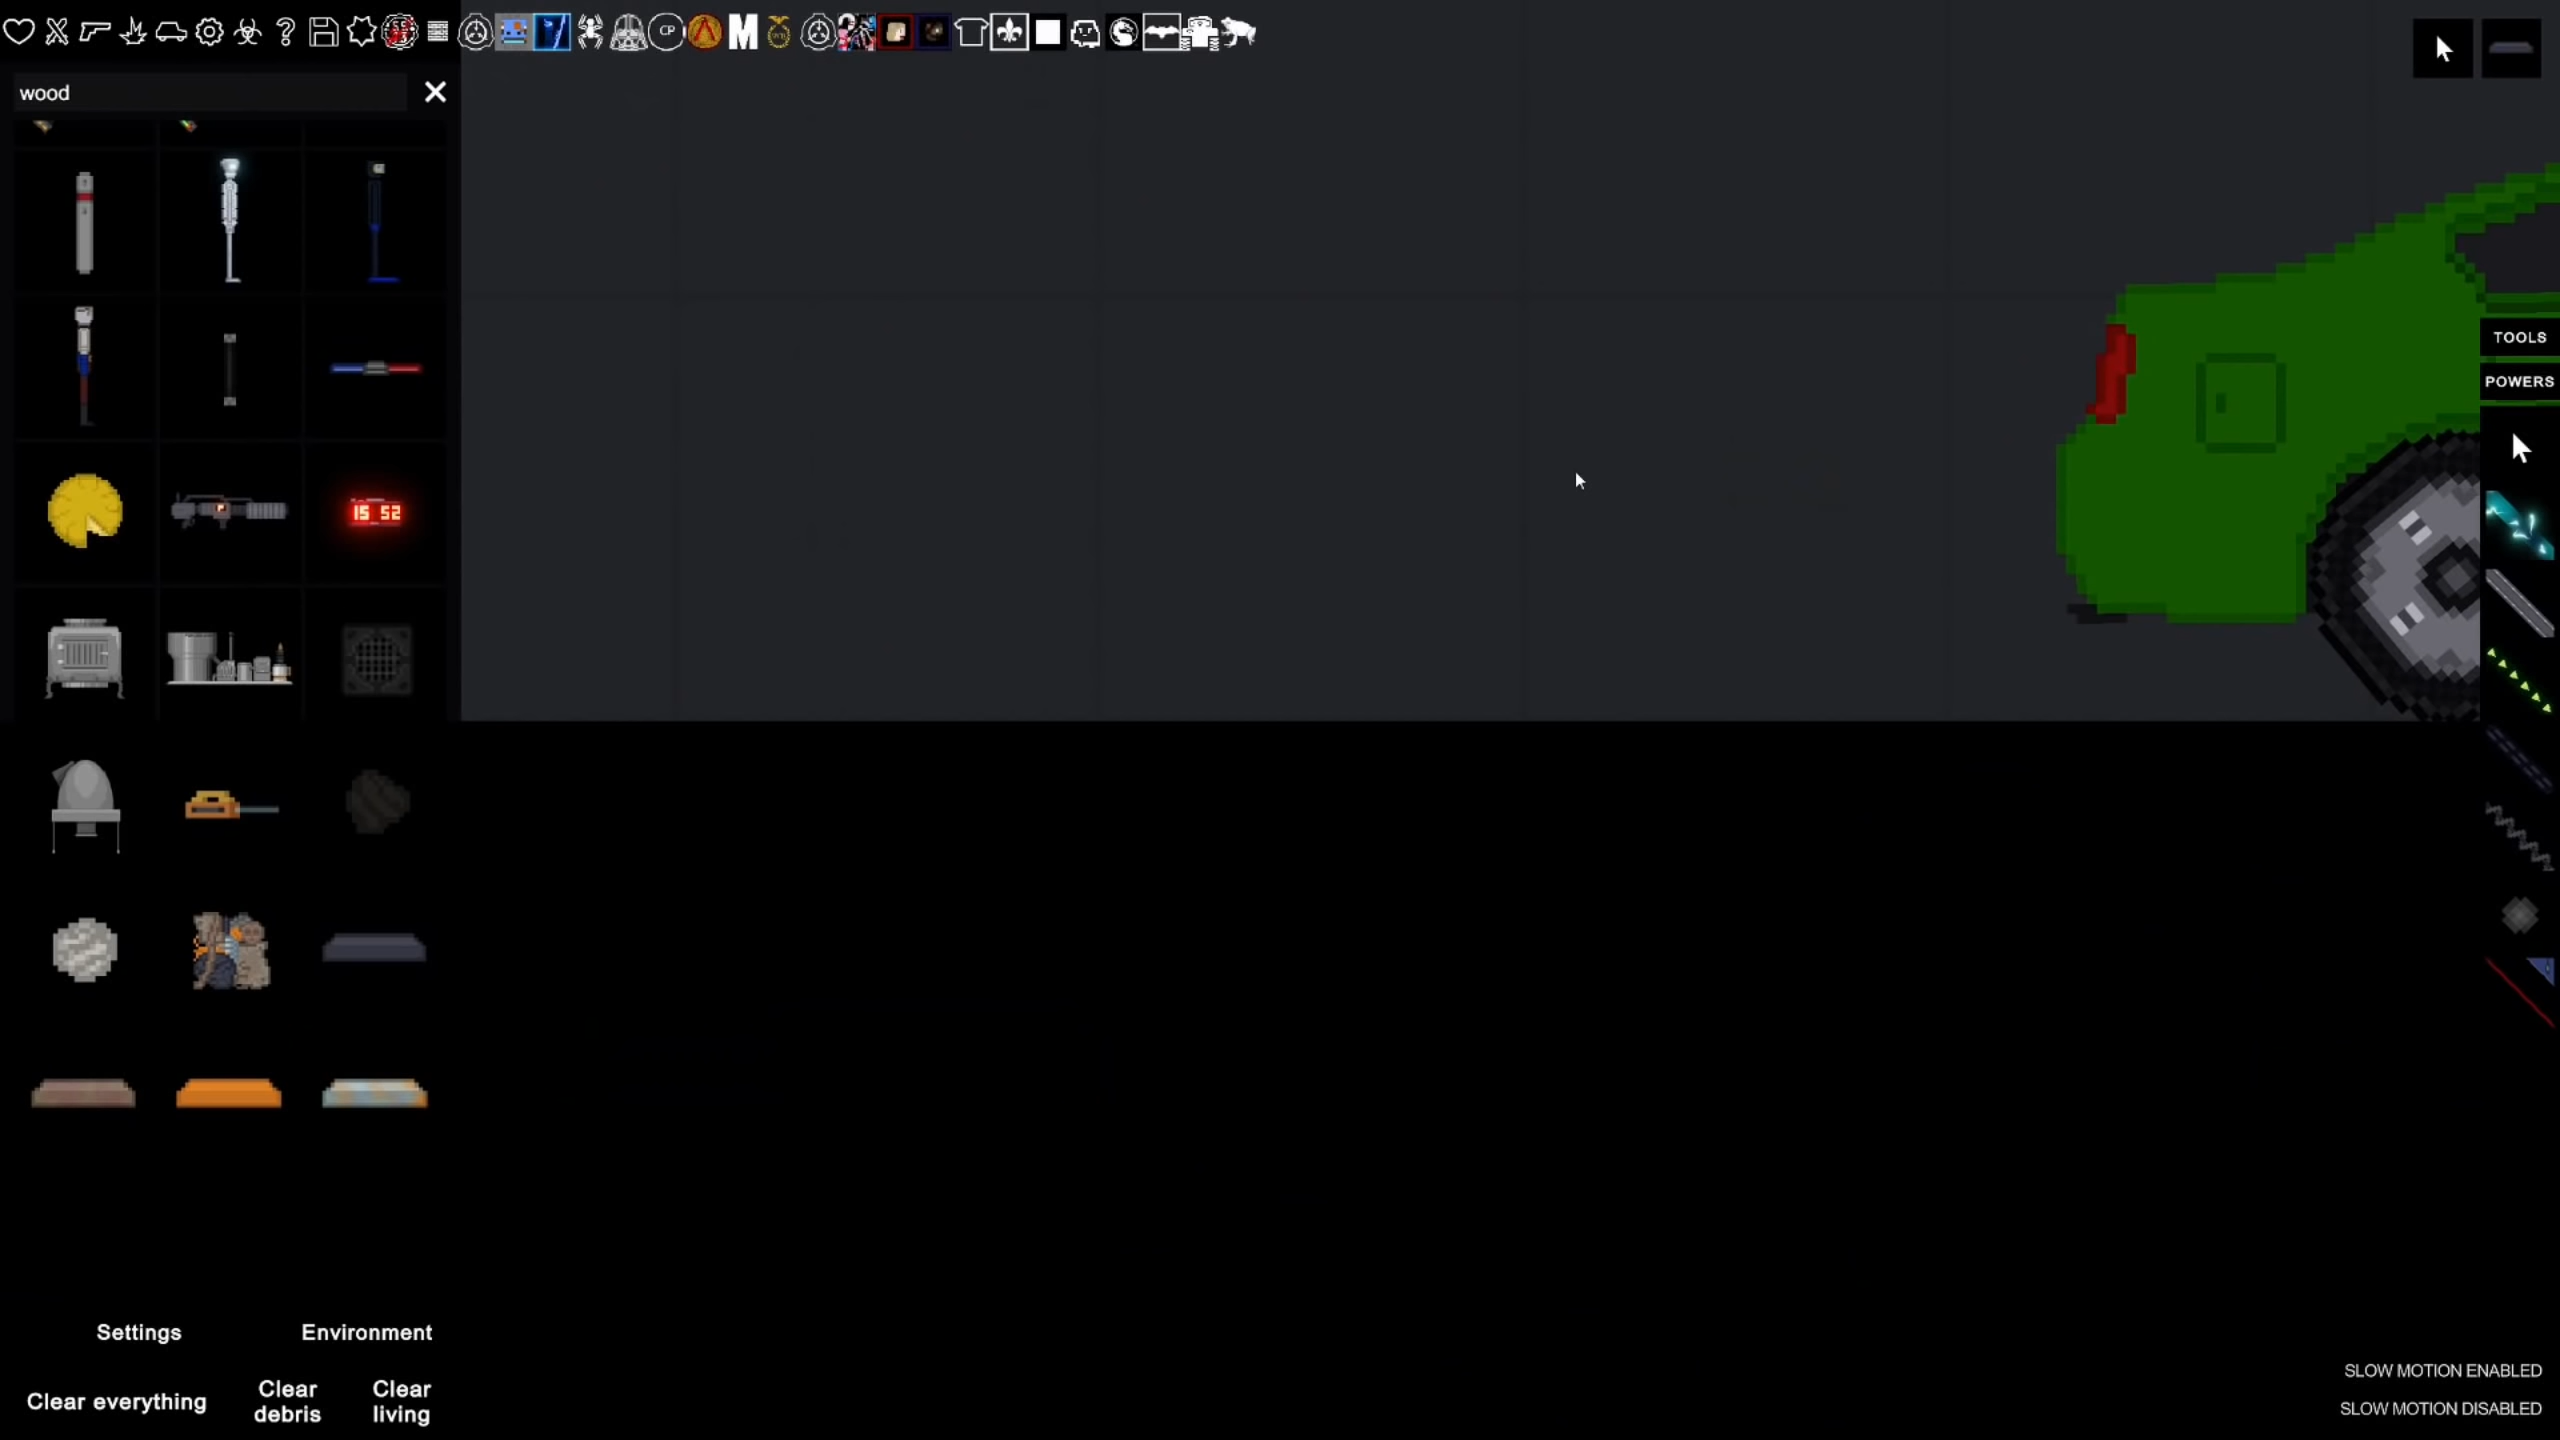 CP
M
wood
TOOLS
POWERS
15 52
Settings
Environment
Clear everything
Clear debris
Clear living
SLOW MOTION ENABLED
SLOW MOTION DISABLED